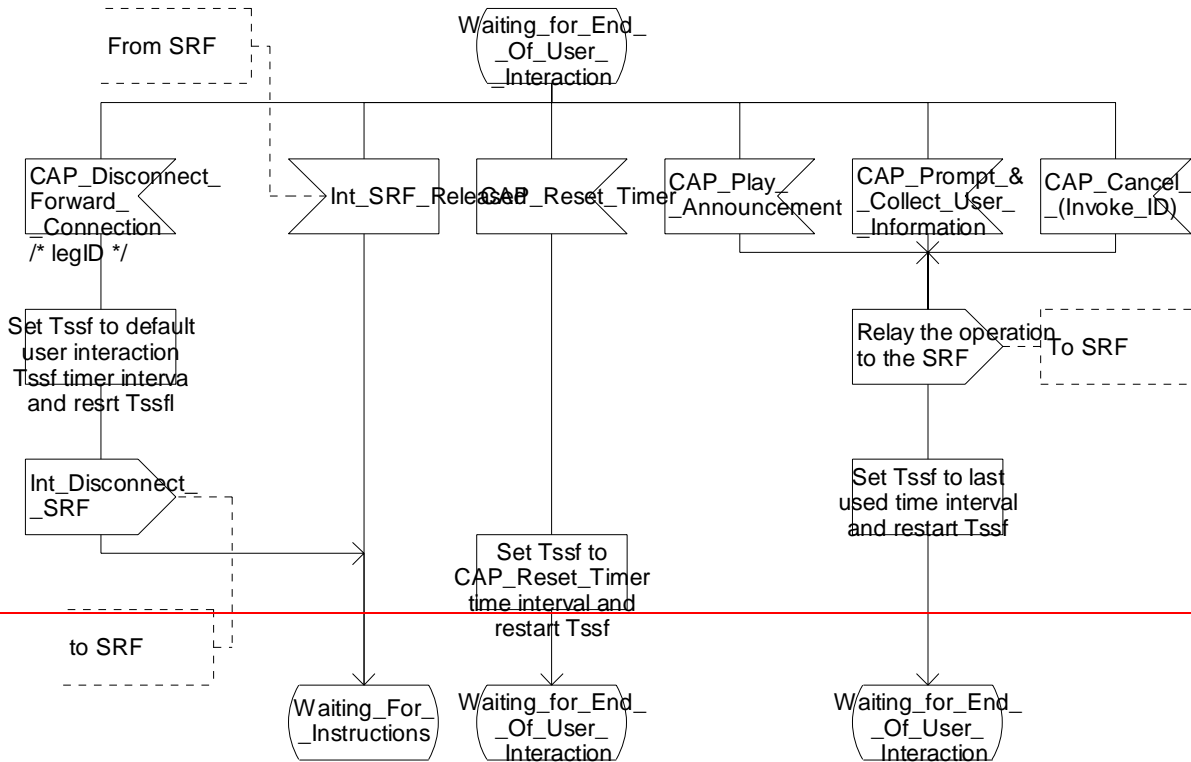 From SRF
Waiting_for_End_
_Of_User_
_Interaction
CAP_Disconnect_
Forward_
_Connection
/* legID */
Int_SRF_Released
CAP_Reset_Timer
CAP_Play_
_Announcement
CAP_Prompt_&
_Collect_User_
_Information
CAP_Cancel_
_(Invoke_ID)
Set Tssf to default
user interaction
Tssf timer interva
and resrt Tssfl
Relay the operation
to the SRF
To SRF
Int_Disconnect_
_SRF
Set Tssf to last
used time interval
and restart Tssf
Set Tssf to
CAP_Reset_Timer
time interval and
restart Tssf
to SRF
Waiting_For_
_Instructions
Waiting_for_End_
_Of_User_
_Interaction
Waiting_for_End_
_Of_User_
_Interaction